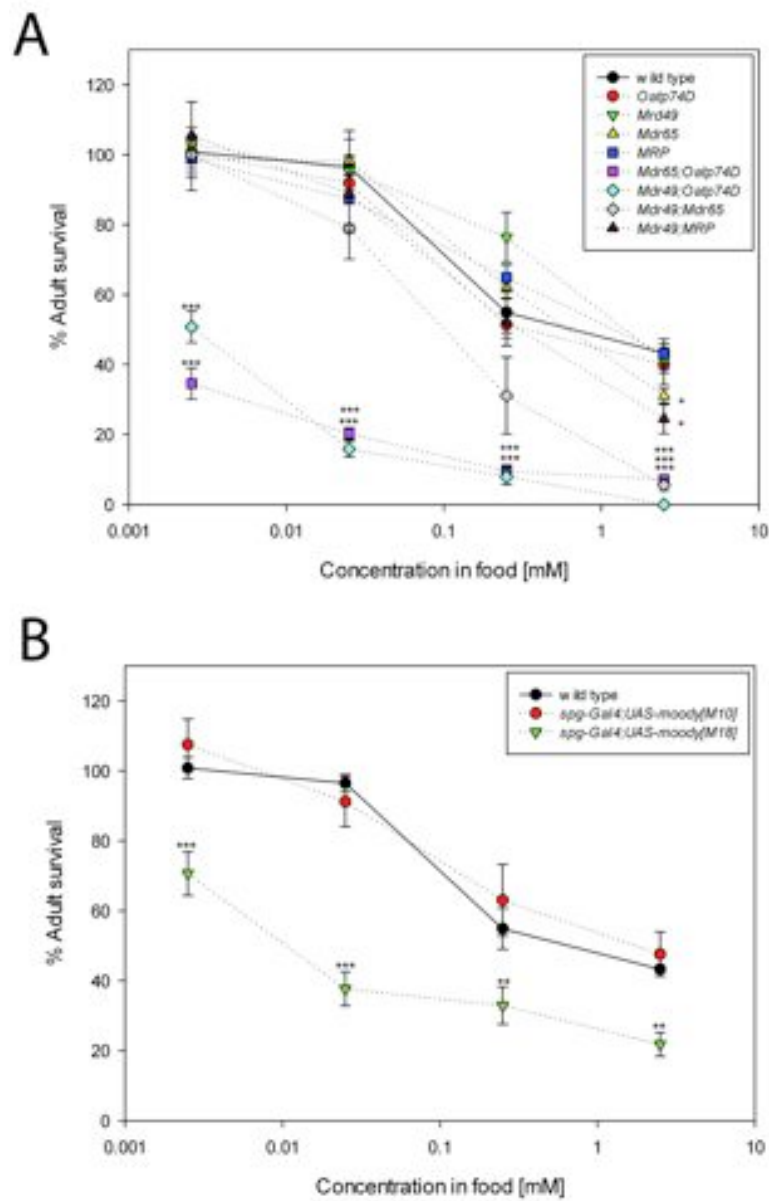 A
120
100
80
60
40
20
0
% Adult survival
0.001
0.01
0.1
1
10
Concentration in food [mM]
wild type
Oatp74D
Mrd49
Mdr65
MRP
Mdr65;Oatp74D
Mdr49;Oatp74D
Mdr49;Mdr65
Mdr49;MRP
***
***
***
***
***
***
*
*
***
***
***
B
120
100
80
60
40
20
0
% Adult survival
0.001
0.01
0.1
1
10
Concentration in food [mM]
wild type
spg-Gal4;UAS-moody[M10]
spg-Gal4;UAS-moody[M18]
***
***
**
**